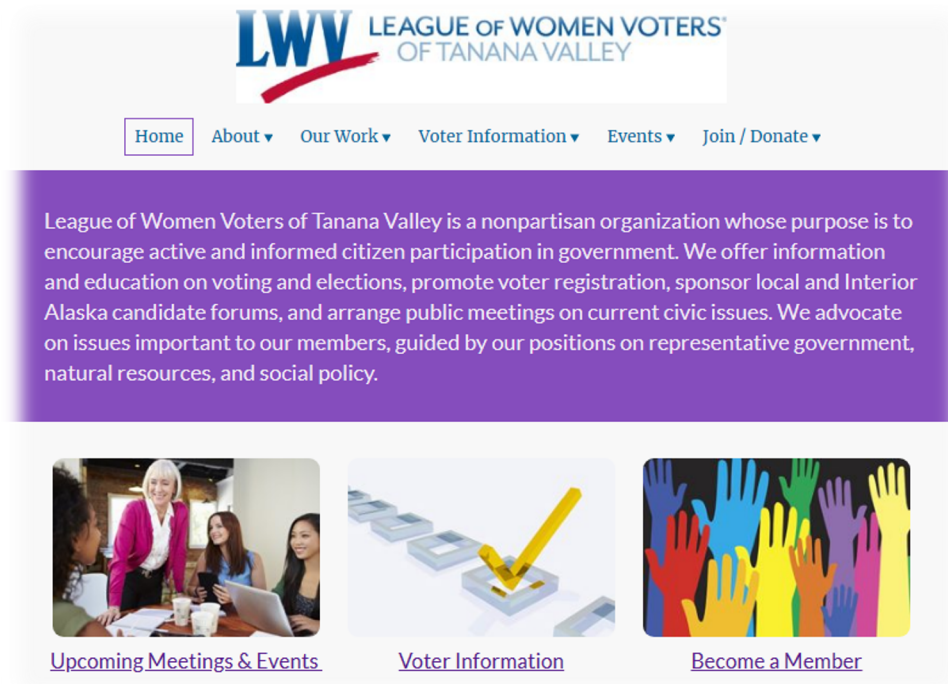 LWV LEAGUE OF WOMEN VOTERS®
OF TANANA VALLEY
Home About ▾ Our Work ▾ Voter Information ▾ Events ▾ Join / Donate ▾
League of Women Voters of Tanana Valley is a nonpartisan organization whose purpose is to
encourage active and informed citizen participation in government. We offer information
and education on voting and elections, promote voter registration, sponsor local and Interior
Alaska candidate forums, and arrange public meetings on current civic issues. We advocate
on issues important to our members, guided by our positions on representative government,
natural resources, and social policy.
Upcoming Meetings & Events
Voter Information
Become a Member